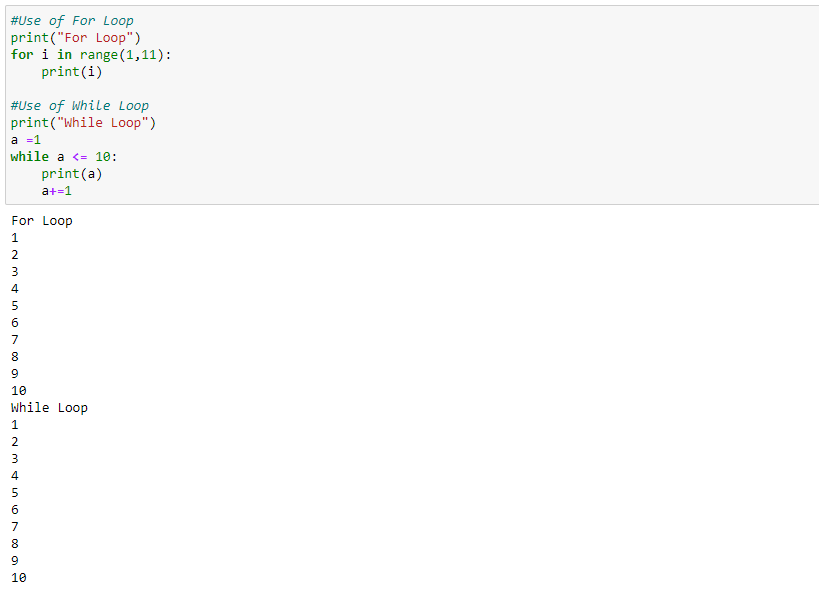 #Use of For Loop
print("For Loop")
for i in range(1,11):
    print(i)

#Use of While Loop
print("While Loop")
a =1
while a <= 10:
    print(a)
    a+=1
For Loop
1
2
3
4
5
6
7
8
9
10
While Loop
1
2
3
4
5
6
7
8
9
10